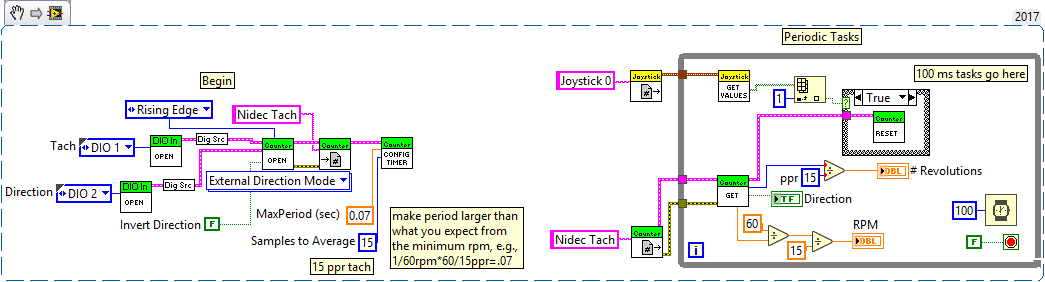 2017
Periodic Tasks
Begin
Joystick 0
Joystick
Joystick
GET
VALUES
100 ms tasks go here
1
True
Rising Edge
Nidec Tach
Counter
RESET
Tach
DIO 1
DIO In
OPEN
Dig Src
Counter
OPEN
Counter
Counter
CONFIG
TIMER
External Direction Mode
Direction
DIO 2
DIO In
OPEN
Dig Src
Invert Direction
F
MaxPeriod (sec)
0.07
Samples to Average
15
15 ppr tach
make period larger than
what you expect from
the minimum rpm, e.g.,
1/60rpm*60/15ppr=.07
Nidec Tach
Counter
Counter
GET
ppr
15
DBL
# Revolutions
TF
Direction
60
15
RPM
DBL
100
F
i